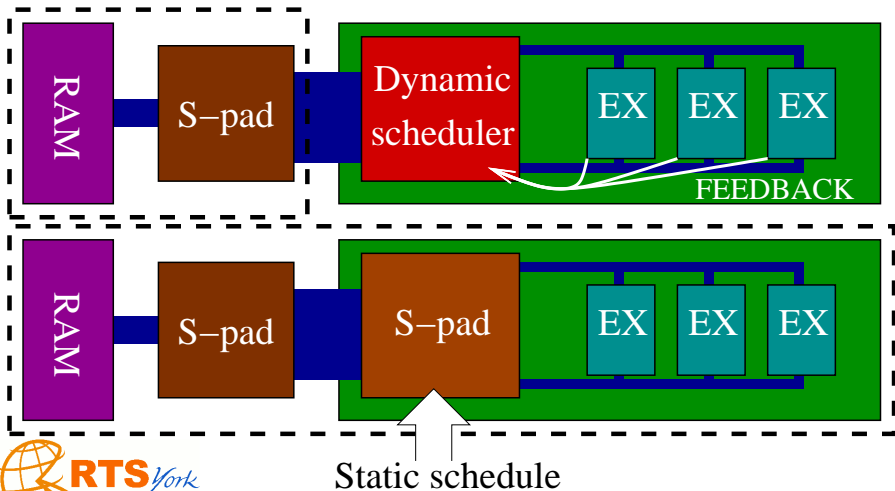 RAM
S−pad
Dynamic
scheduler
EX
EX
EX
FEEDBACK
RAM
S−pad
S−pad
EX
EX
EX
RTS York
Static schedule